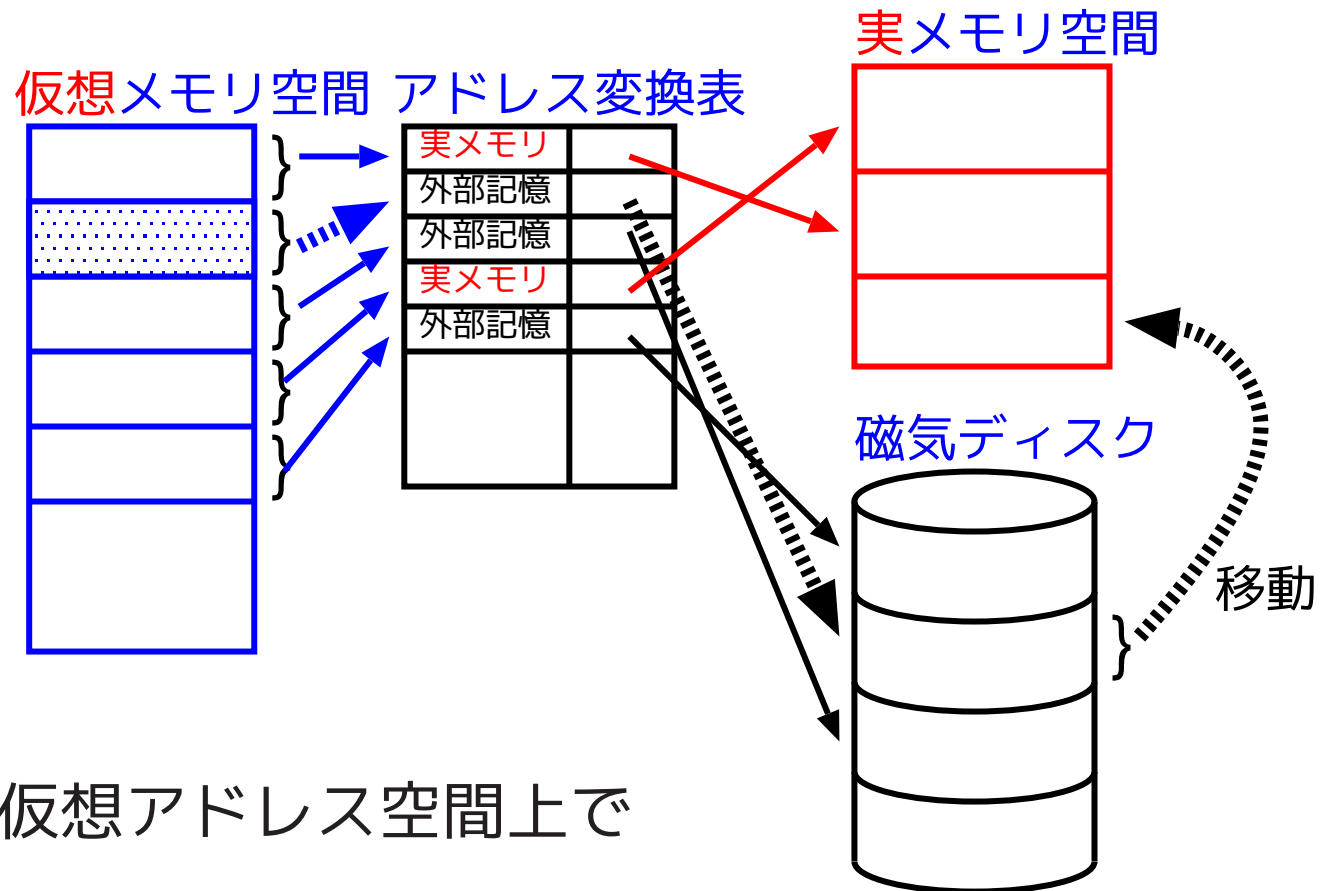 実メモリ空間
仮想メモリ空間
アドレス変換表
実メモリ
外部記憶
外部記憶
実メモリ
外部記憶
磁気ディスク
移動
仮想アドレス空間上で